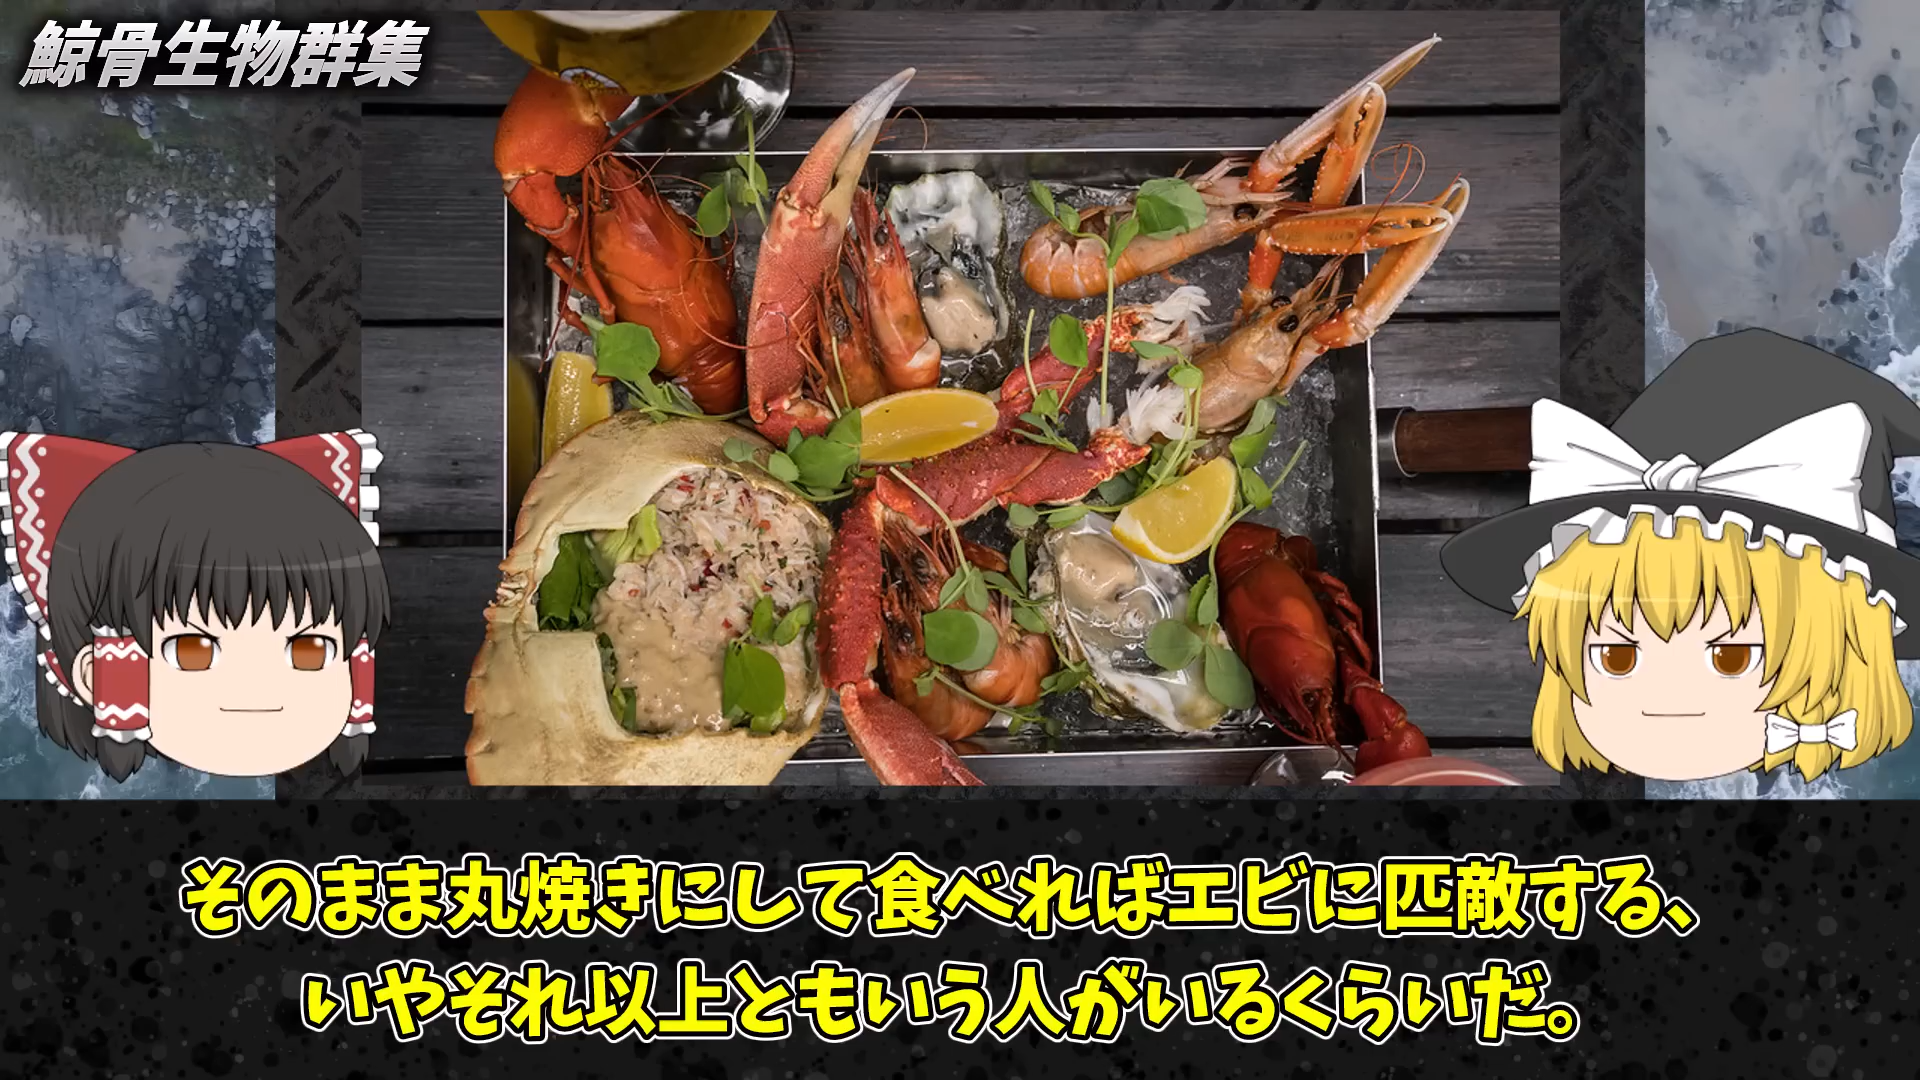 鯨骨生物群集
そのまま丸焼きにして食べればエビに匹敵する、
いやそれ以上ともいう人がいるくらいだ。